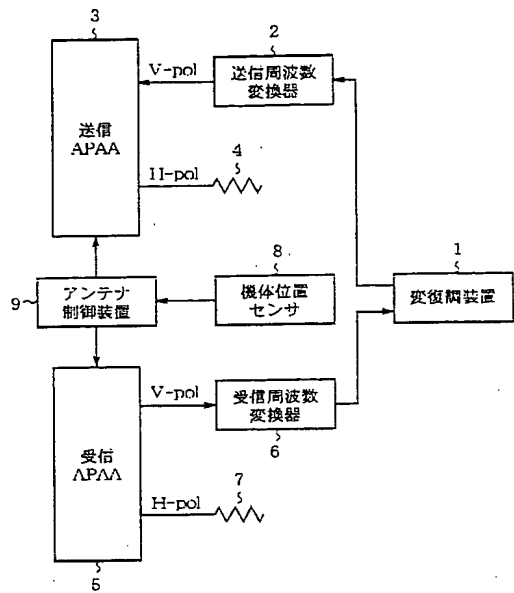 3
送信
APAA
V-pol
2
送信周波数
変換器
H-pol
4
9
アンテナ
制御装置
8
機体位置
センサ
1
変復調装置
受信
APAA
5
V-pol
受信周波数
変換器
6
H-pol
7